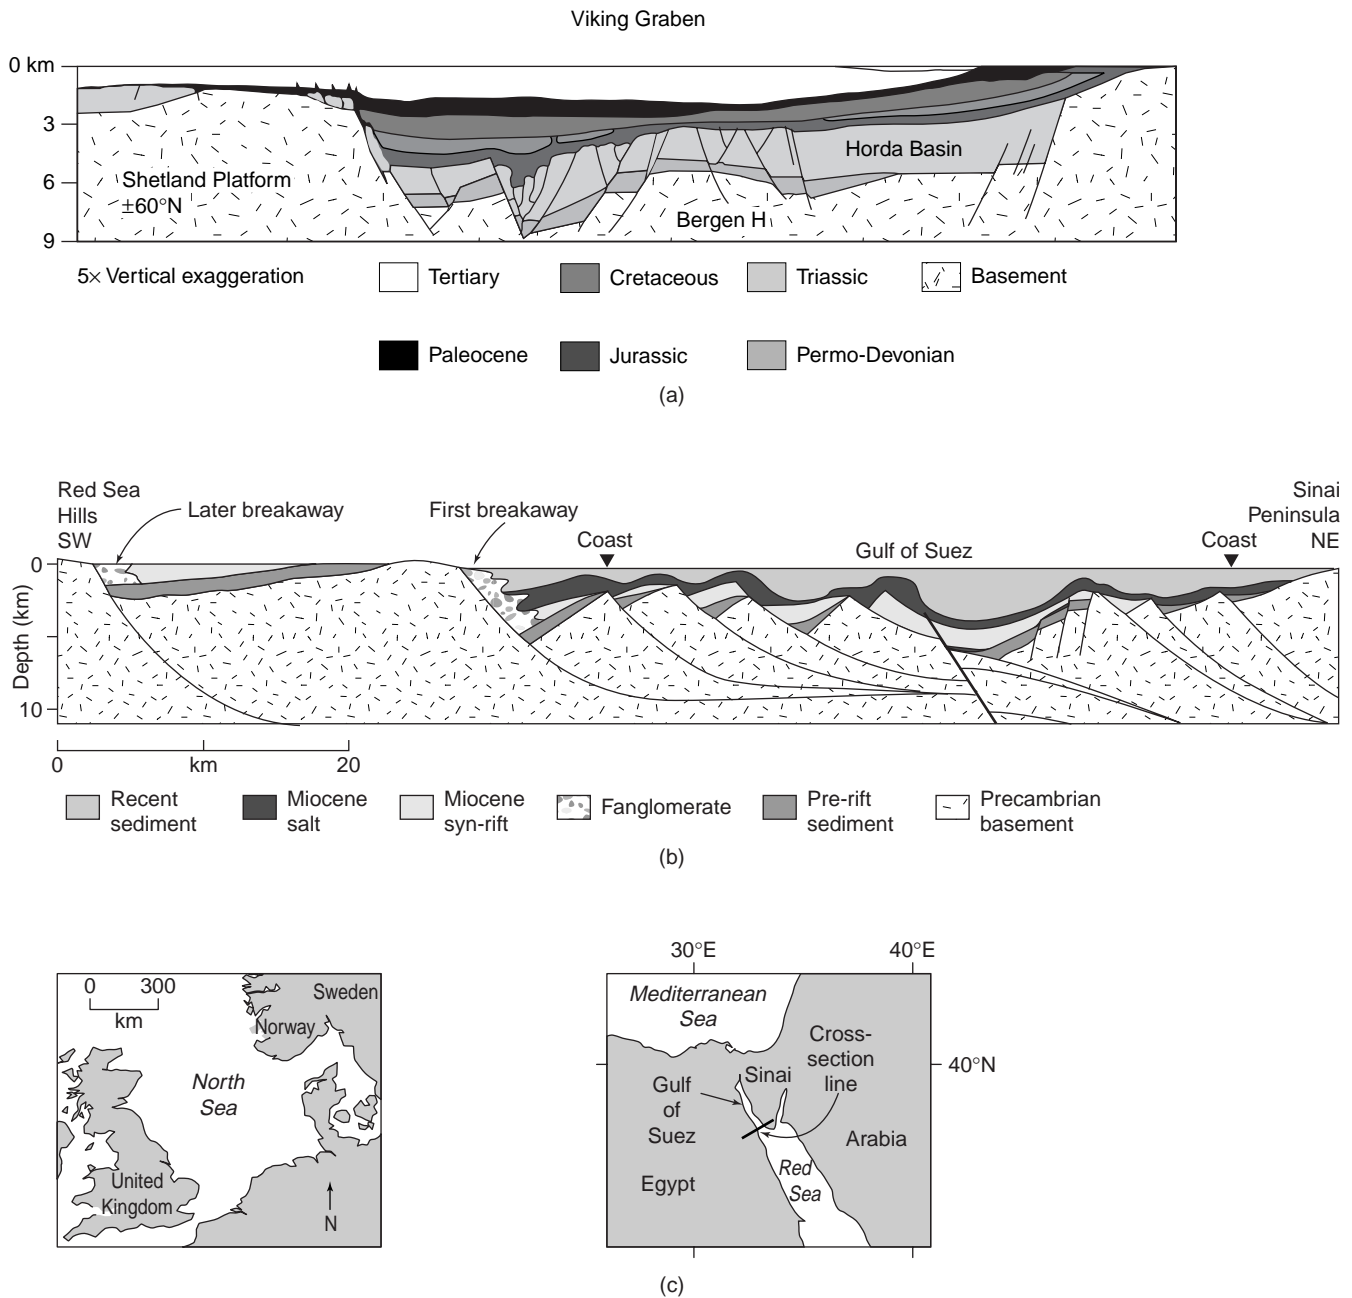 Viking Graben
0 km
3
6
9
Shetland Platform
±60°N
Horda Basin
Bergen H
5× Vertical exaggeration
Tertiary
Cretaceous
Triassic
Basement
Paleocene
Jurassic
Permo-Devonian
(a)
Red Sea
Hills
SW
Later breakaway
First breakaway
Coast
Gulf of Suez
Coast
Sinai
Peninsula
NE
0
10
Depth (km)
0
km
20
Recent
sediment
Miocene
salt
Miocene
syn-rift
Fanglomerate
Pre-rift
sediment
Precambrian
basement
(b)
0
300
km
Sweden
Norway
North
Sea
United
Kingdom
N
30°E
40°E
Mediterranean
Sea
Cross-
section
line
40°N
Sinai
Gulf
of
Suez
Arabia
Egypt
Red
Sea
(c)